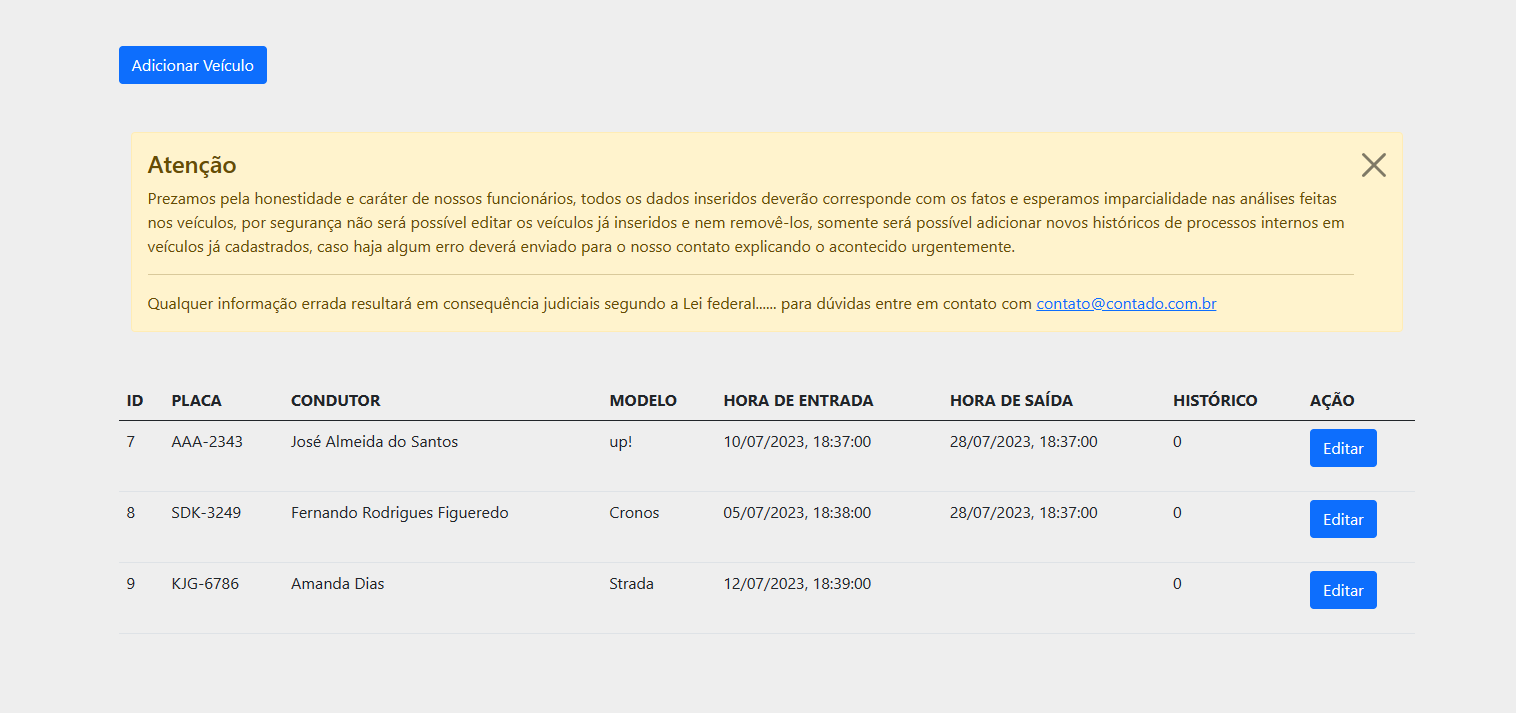 Adicionar Veículo
Atenção
Prezamos pela honestidade e caráter de nossos funcionários, todos os dados inseridos deverão corresponde com os fatos e esperamos imparcialidade nas análises feitas
nos veículos, por segurança não será possível editar os veículos já inseridos e nem removê-los, somente será possível adicionar novos históricos de processos internos em
veículos já cadastrados, caso haja algum erro deverá enviado para o nosso contato explicando o acontecido urgentemente.
Qualquer informação errada resultará em consequência judiciais segundo a Lei federal...... para dúvidas entre em contato com contato@contado.com.br
ID PLACA CONDUTOR MODELO HORA DE ENTRADA HORA DE SAÍDA HISTÓRICO AÇÃO
7 AAA-2343 José Almeida do Santos up! 10/07/2023, 18:37:00 28/07/2023, 18:37:00 0 Editar
8 SDK-3249 Fernando Rodrigues Figueredo Cronos 05/07/2023, 18:38:00 28/07/2023, 18:37:00 0 Editar
9 KJG-6786 Amanda Dias Strada 12/07/2023, 18:39:00 0 Editar